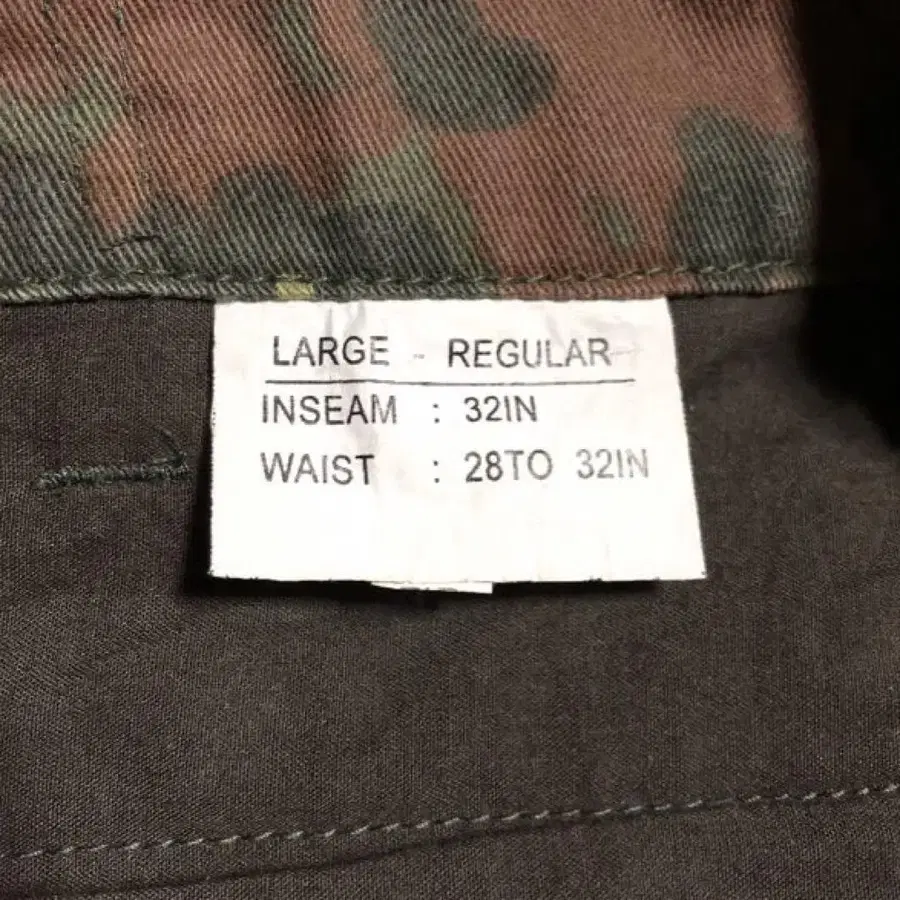 LARGE - REGULAR
INSEAM : 32IN
WAIST : 28TO 32IN